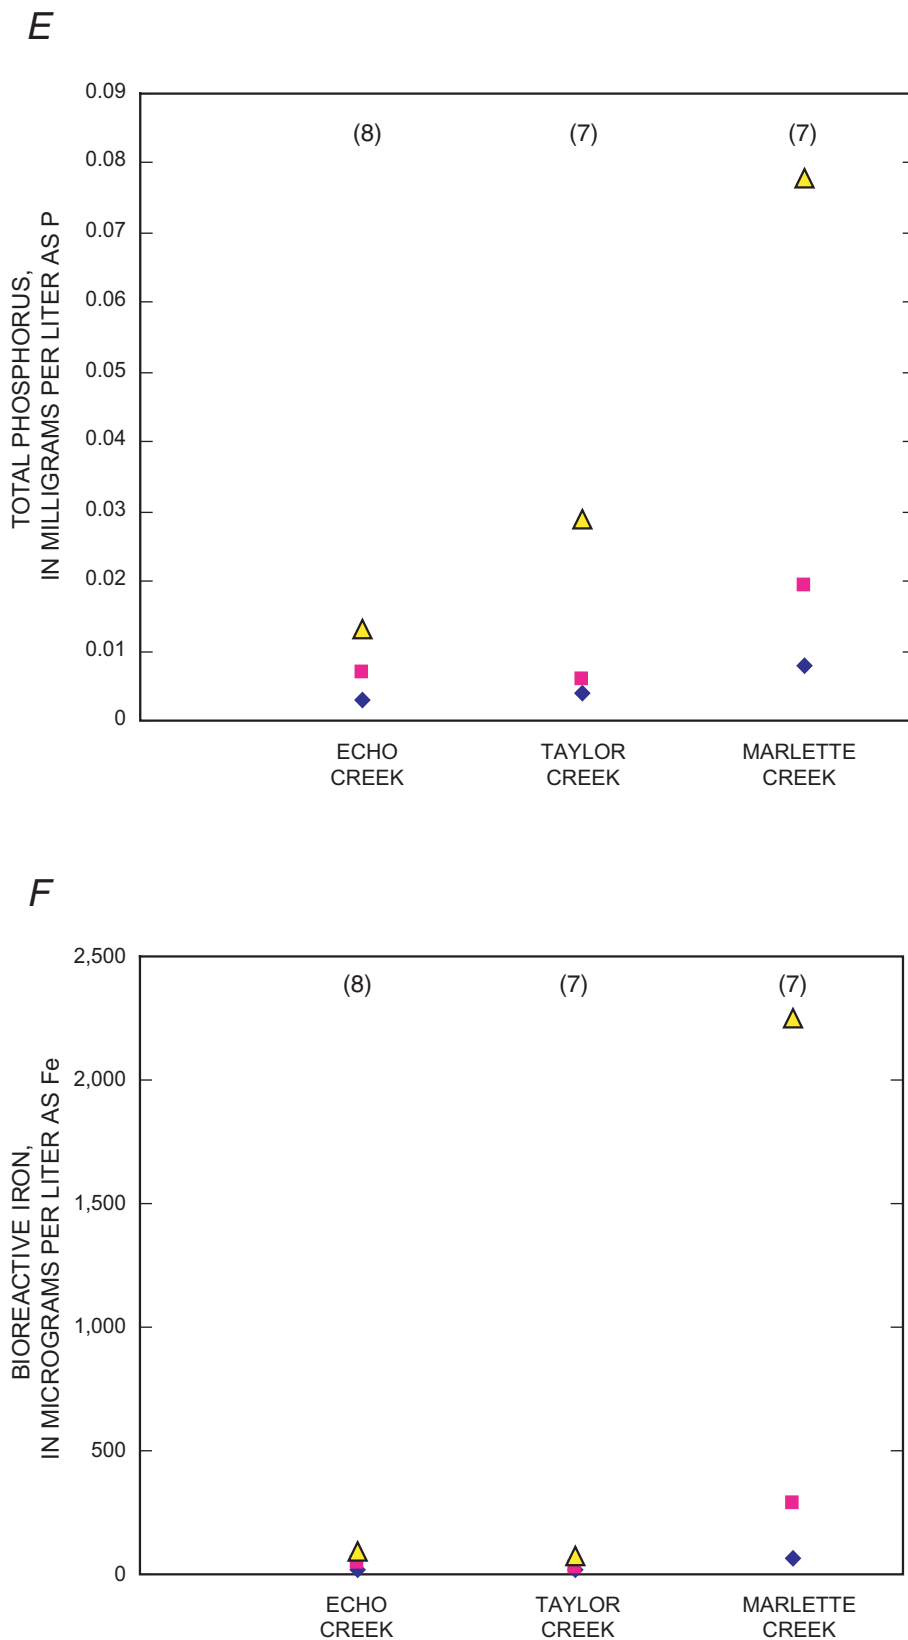 E
TOTAL PHOSPHORUS,
IN MILLIGRAMS PER LITER AS P
0.09
0.08
0.07
0.06
0.05
0.04
0.03
0.02
0.01
0
(8)
(7)
(7)
ECHO
CREEK
TAYLOR
CREEK
MARLETTE
CREEK
F
BIOREACTIVE IRON,
IN MICROGRAMS PER LITER AS Fe
2,500
2,000
1,500
1,000
500
0
(8)
(7)
(7)
ECHO
CREEK
TAYLOR
CREEK
MARLETTE
CREEK